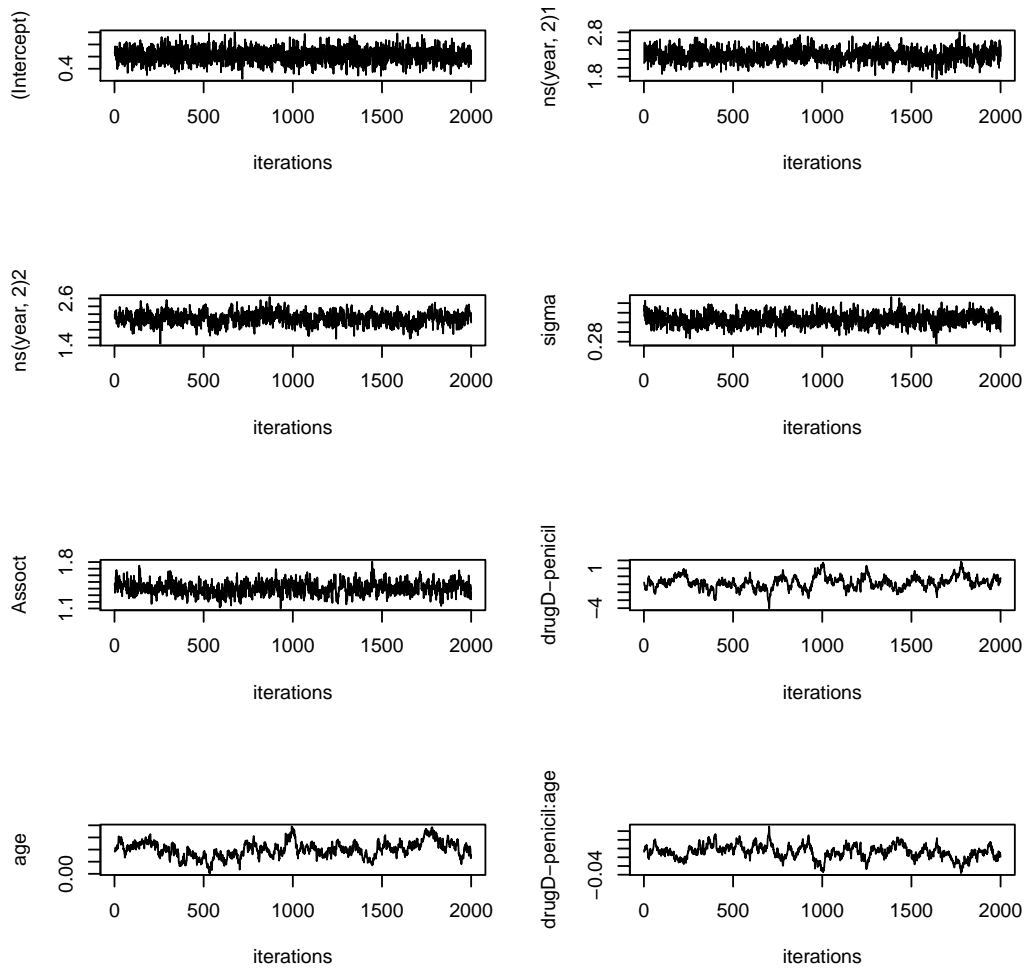 (Intercept)
0.4
0 500 1000 1500 2000
iterations
ns(year, 2)1
1.8 2.8
0 500 1000 1500 2000
iterations
ns(year, 2)2
1.4 2.6
0 500 1000 1500 2000
iterations
sigma
0.28
0 500 1000 1500 2000
iterations
Assoct
1.1 1.8
0 500 1000 1500 2000
iterations
drugD−penicil
−4 1
0 500 1000 1500 2000
iterations
age
0.00
0 500 1000 1500 2000
iterations
drugD−penicil:age
−0.04
0 500 1000 1500 2000
iterations